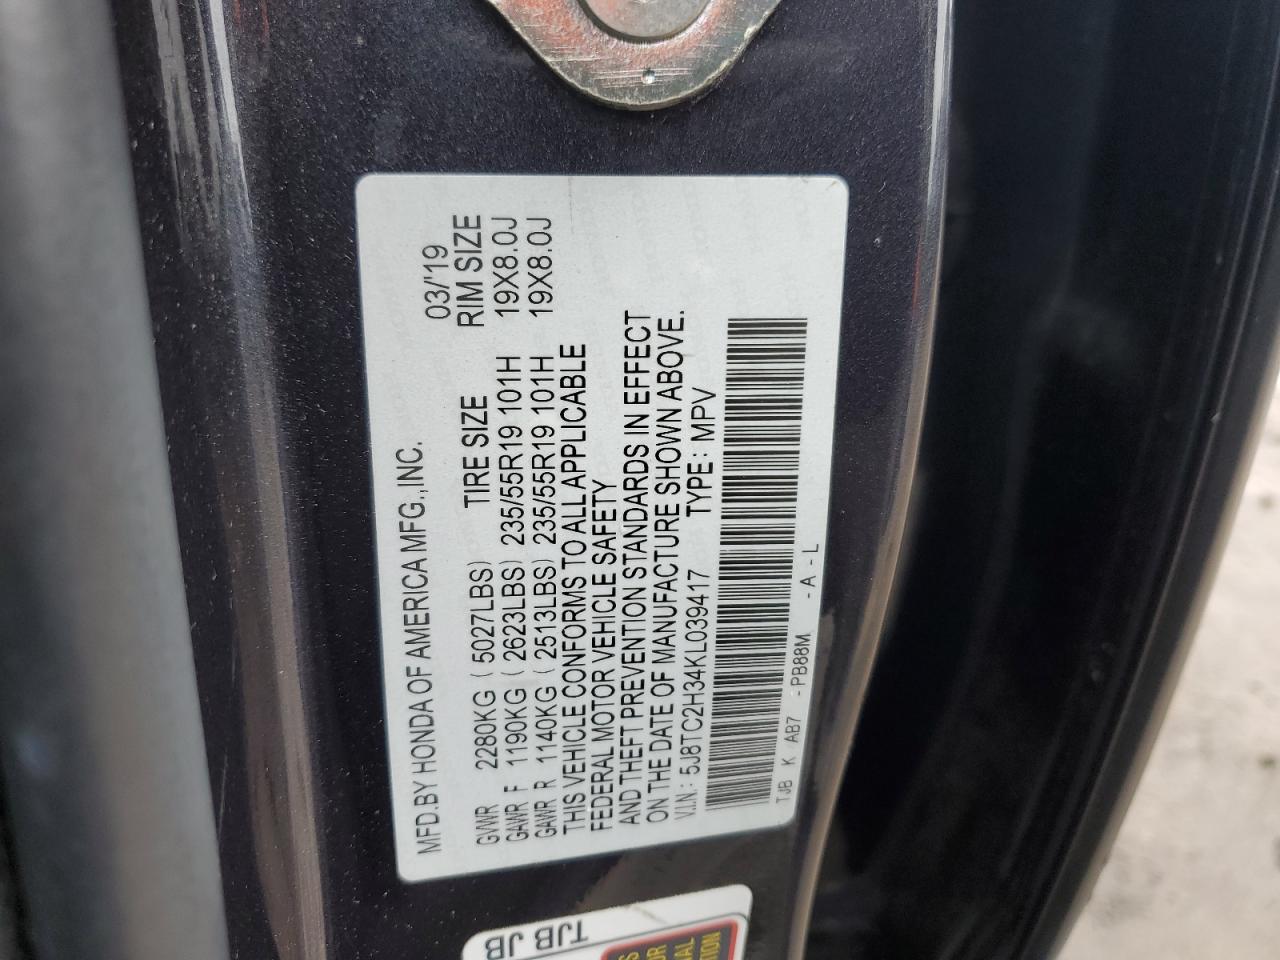 MFD.BY HONDA OF AMERICA MFG.,INC. 03/'19
TIRE SIZE RIM SIZE
GVWR 2280KG (5027LBS)
GAWR F 1190KG (2623LBS) 235/55R19 101H 19X8.0J
GAWR R 1140KG (2513LBS) 235/55R19 101H 19X8.0J
THIS VEHICLE CONFORMS TO ALL APPLICABLE
FEDERAL MOTOR VEHICLE SAFETY
AND THEFT PREVENTION STANDARDS IN EFFECT
ON THE DATE OF MANUFACTURE SHOWN ABOVE.
V.I.N.: 5J8TC2H34KL039417 TYPE: MPV
TJB K AB7 -PB88M -A-L
TJB
JB